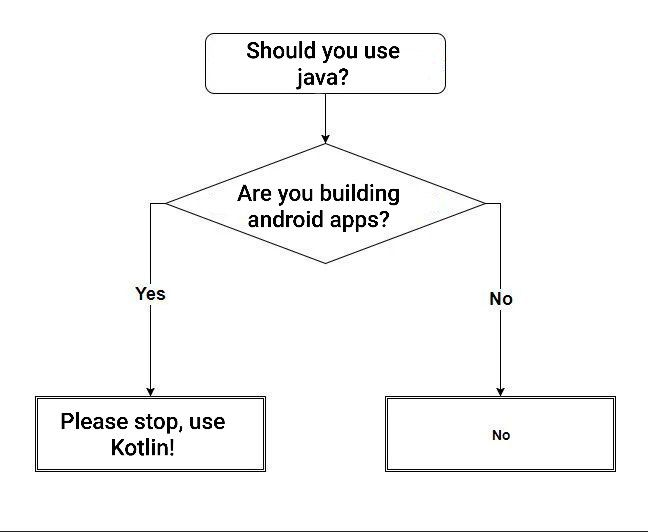 Should you use
java?
Are you building
android apps?
Yes
No
Please stop, use
Kotlin!
No